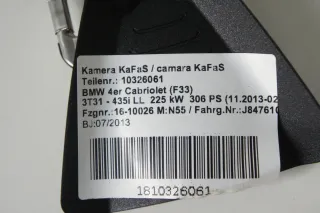 Kamera KaFaS / camara KaFaS
Teilenr.: 10326061
BMW 4er Cabriolet (F33)
3T31 - 435i LL 225 kW 306 PS (11.2013-02
Fzgnr.:16-10026 M:N55 / Fahrg.Nr.:J847610
BJ:07/2013
1810326061